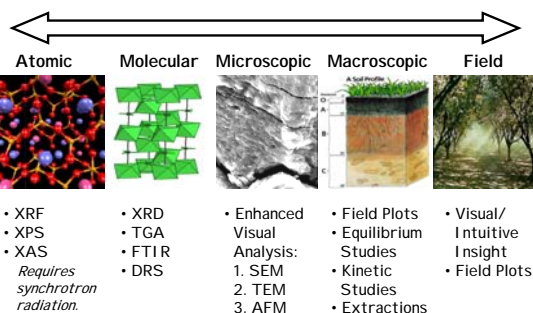 Atomic
Molecular
Microscopic
Macroscopic
Field
A Soil Profile
O
A
B
C
• XRF
• XPS
• XAS
Requires
synchrotron
radiation.
• XRD
• TGA
• FTIR
• DRS
• Enhanced
Visual
Analysis:
1. SEM
2. TEM
3. AFM
• Field Plots
• Equilibrium
Studies
• Kinetic
Studies
• Extractions
• Visual/
Intuitive
Insight
• Field Plots